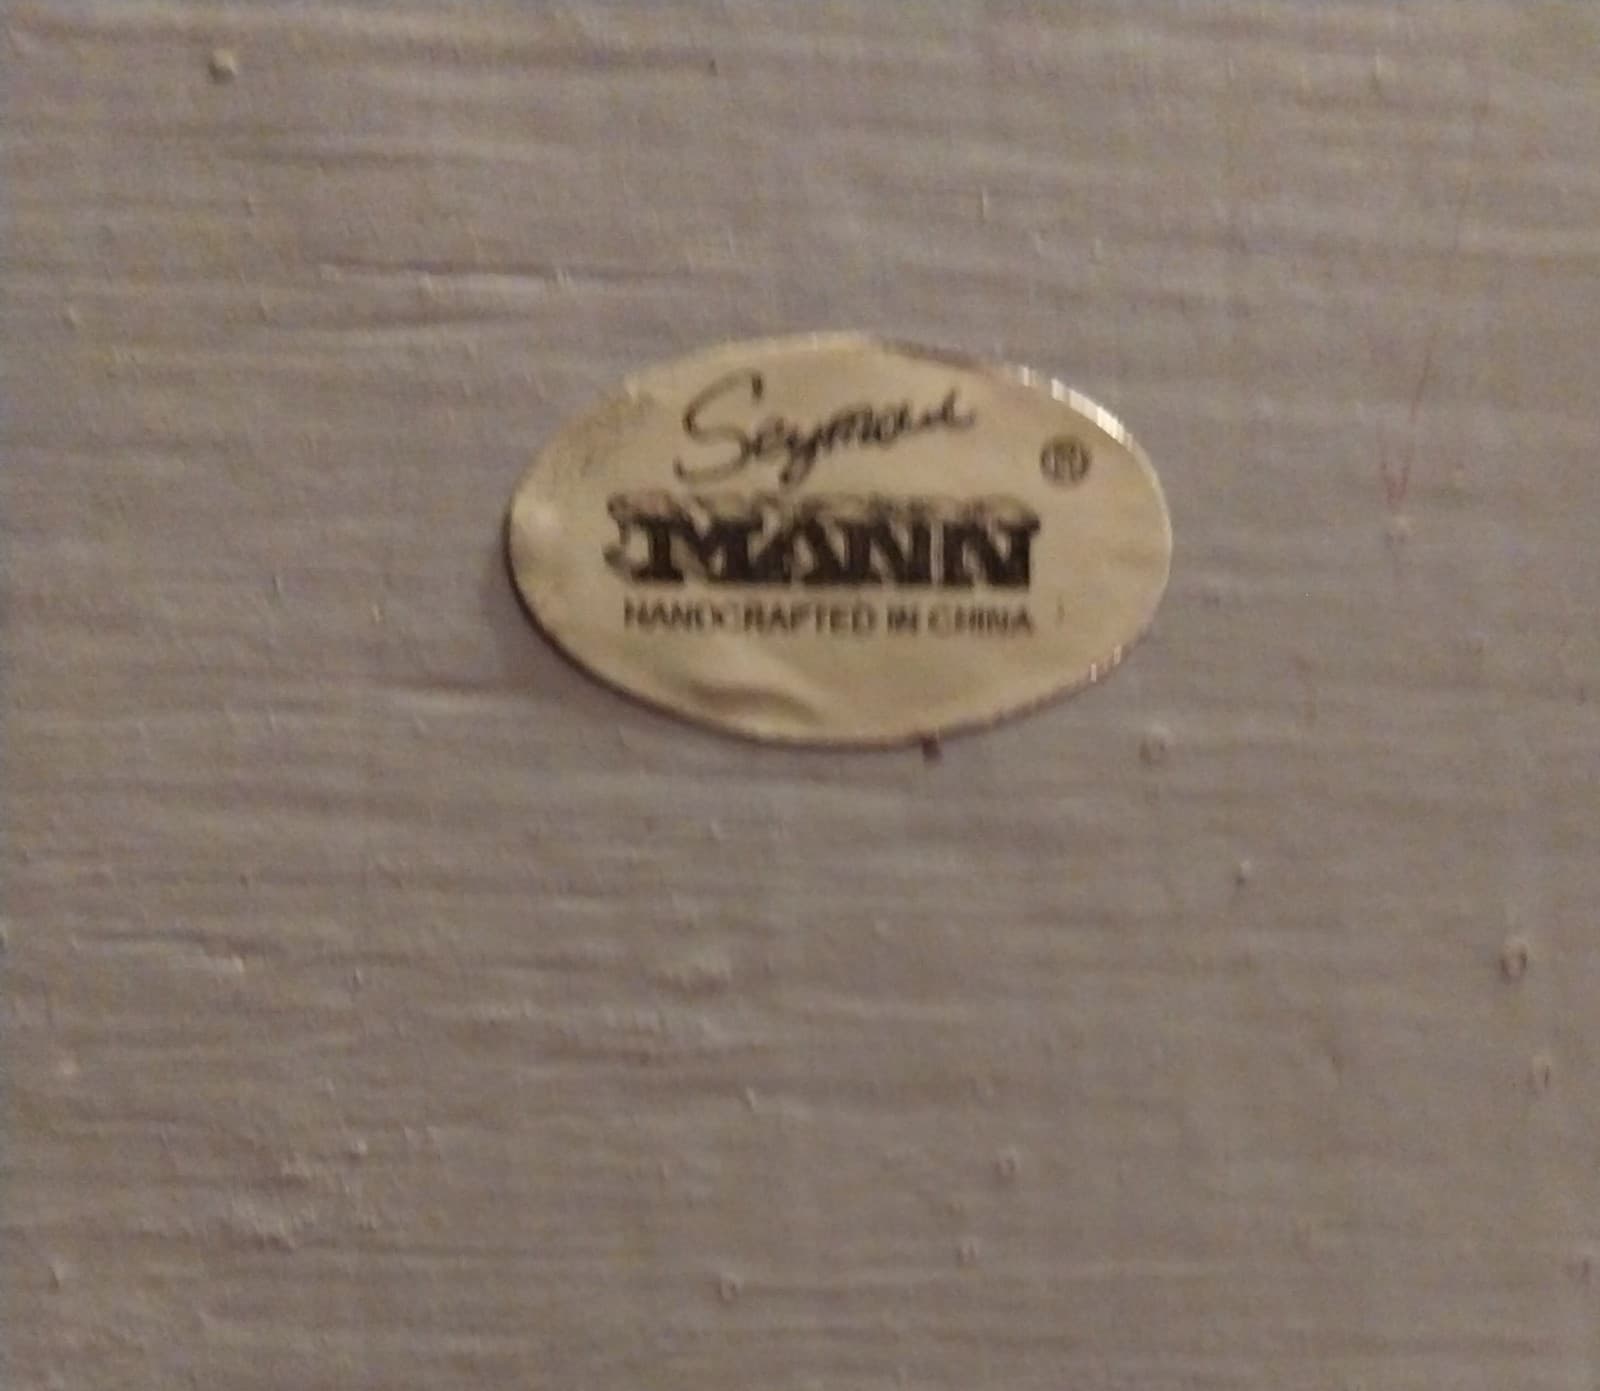 Seymour
®
MANN
HANDCRAFTED IN CHINA